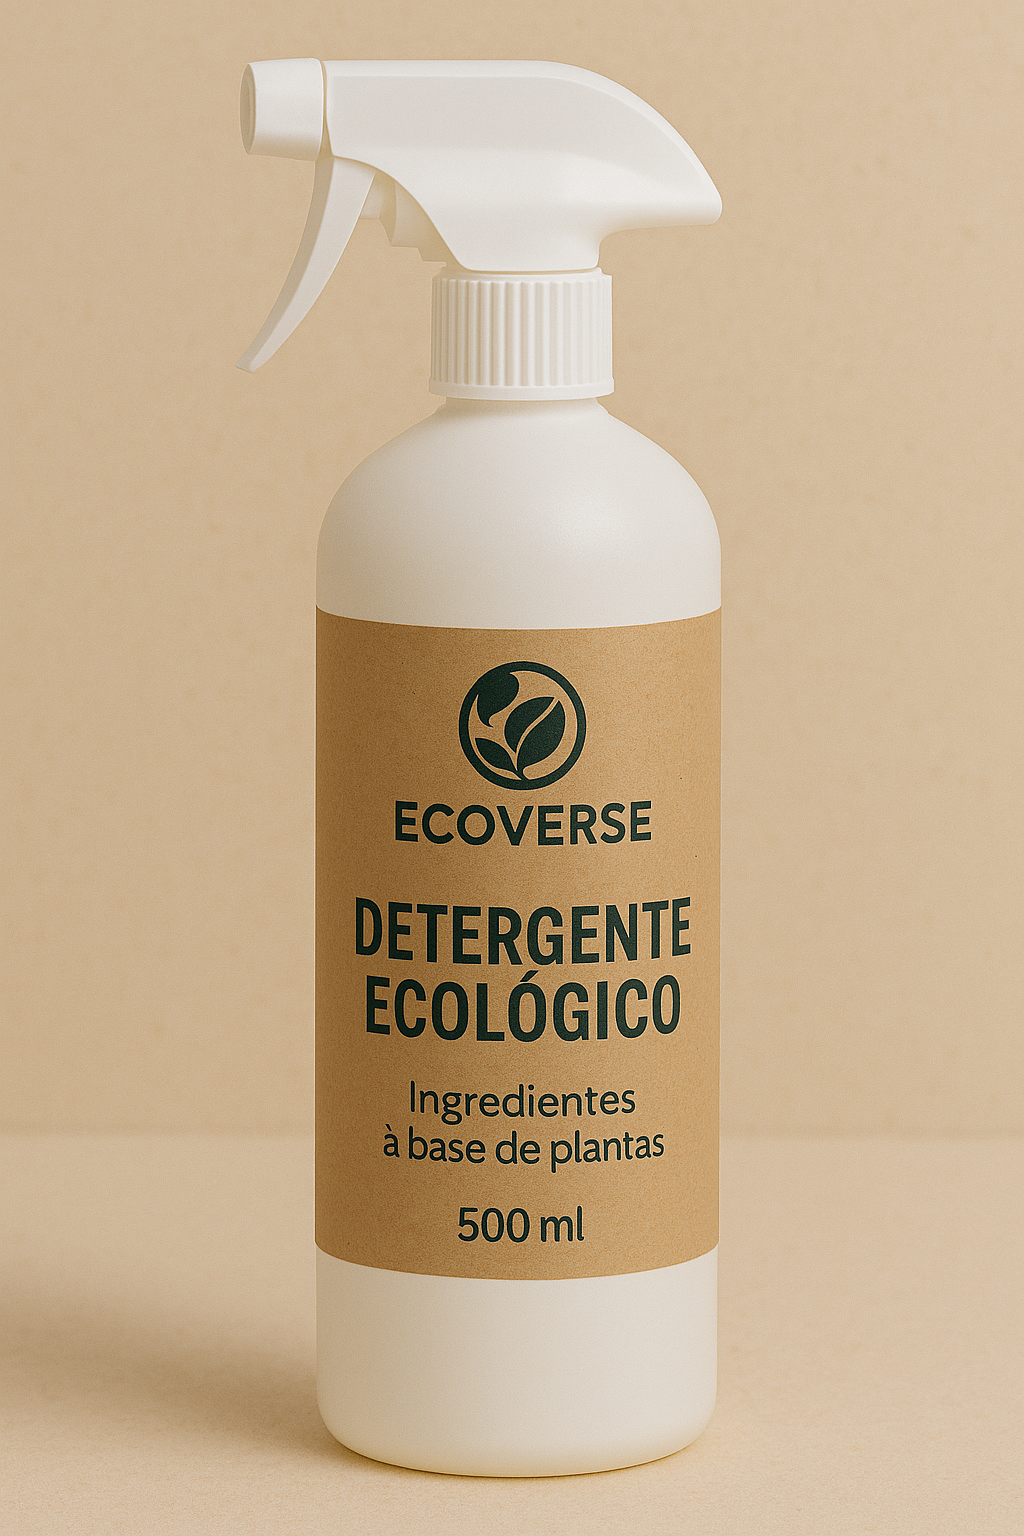 ECOVERSE
DETERGENTE
ECOLÓGICO
Ingredientes
à base de plantas
500 ml